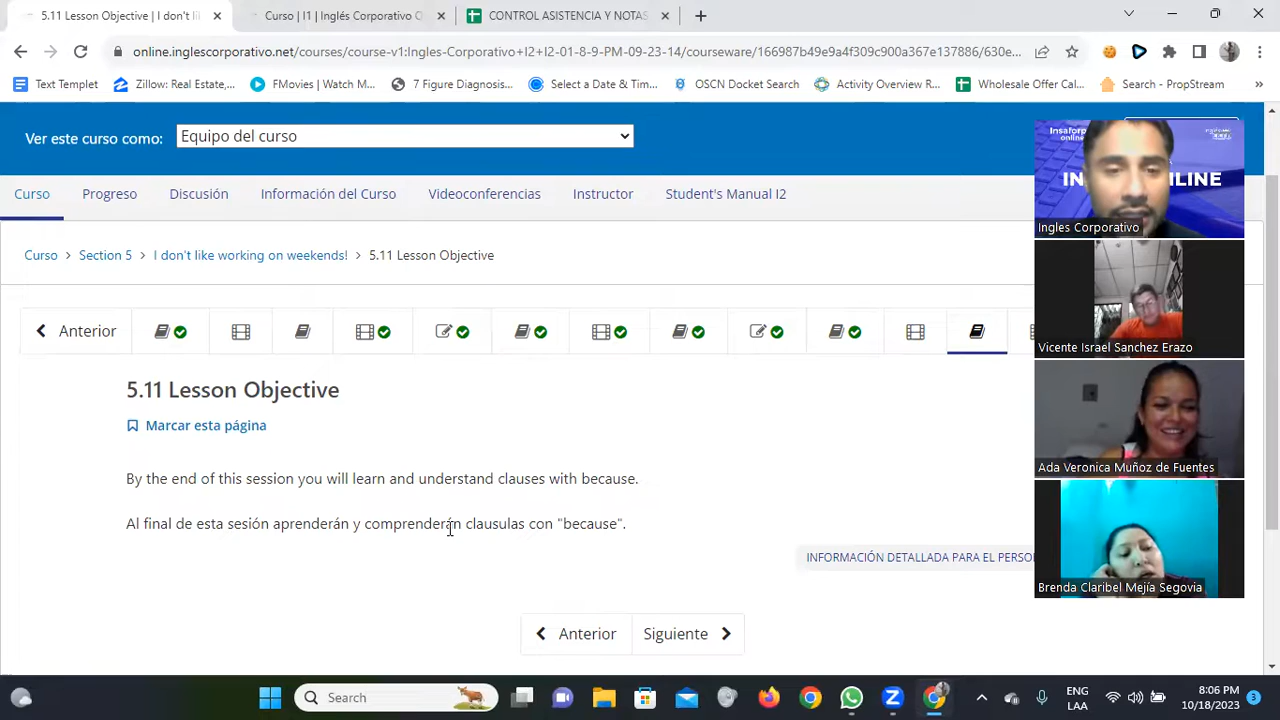 5.11 Lesson Objective | I don't li
Curso | I1 | Inglés Corporativo O
CONTROL ASISTENCIA Y NOTAS
online.inglescorporativo.net/courses/course-v1:Ingles-Corporativo+I2+I2-01-8-9-PM-09-23-14/courseware/166987b49e9a4f309c900a367e137886/630e...
Text Templet
Zillow: Real Estate,...
FMovies | Watch M...
7 Figure Diagnosis...
Select a Date & Tim...
OSCN Docket Search
Activity Overview R...
Wholesale Offer Cal...
Search - PropStream
»
Ver este curso como:
Equipo del curso
Curso
Progreso
Discusión
Información del Curso
Videoconferencias
Instructor
Student's Manual I2
Curso > Section 5 > I don't like working on weekends! > 5.11 Lesson Objective
Anterior
5.11 Lesson Objective
Marcar esta página
By the end of this session you will learn and understand clauses with because.
Al final de esta sesión aprenderán y comprenderán clausulas con "because".
INFORMACIÓN DETALLADA PARA EL PERSON
Anterior
Siguiente
Ingles Corporativo
Vicente Israel Sanchez Erazo
Ada Veronica Muñoz de Fuentes
Brenda Claribel Mejía Segovia
Search
ENG
LAA
8:06 PM
10/18/2023
3